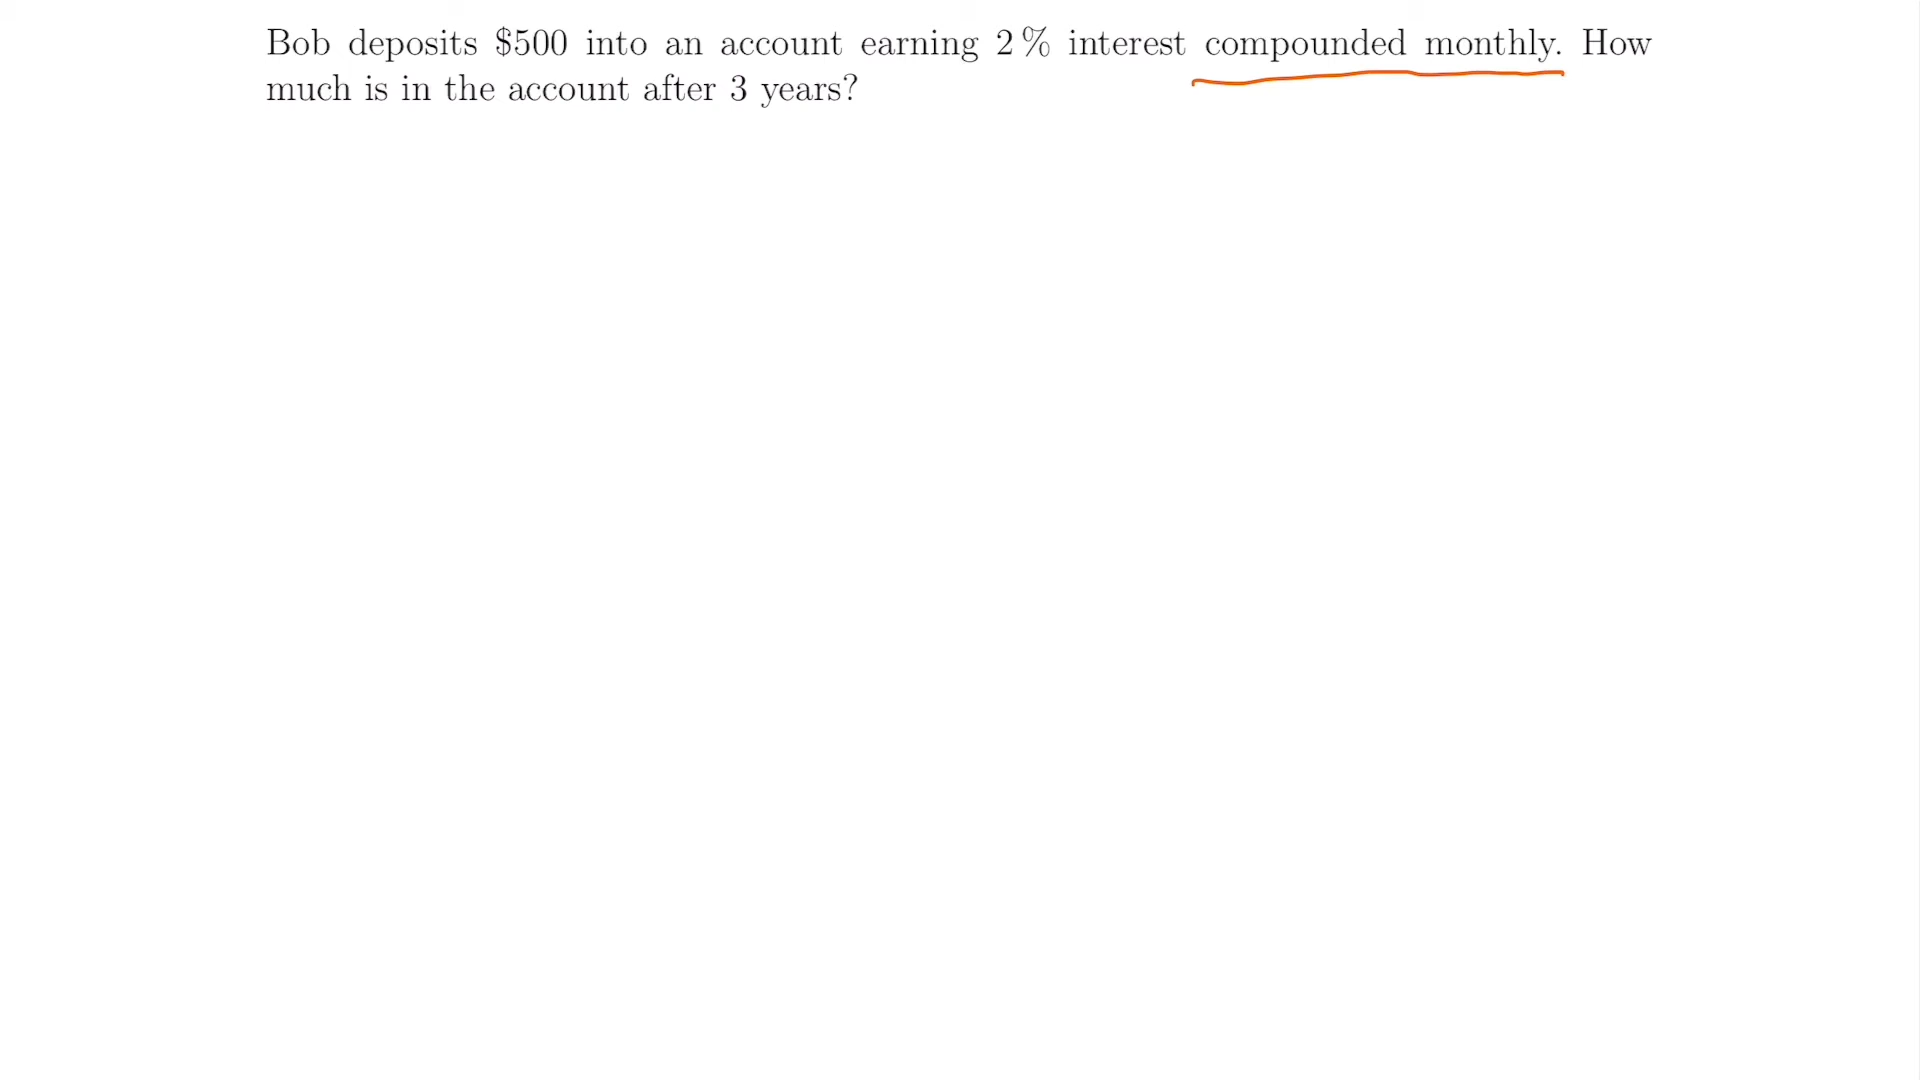 Bob deposits $500 into an account earning 2% interest compounded monthly. How
much is in the account after 3 years?